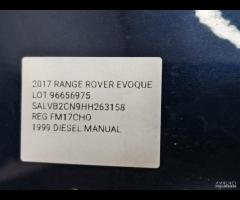 2017 RANGE ROVER EVOQUE
LOT 96656975
SALVB2CN9HH263158
REG FM17CHO
1999 DIESEL MANUAL